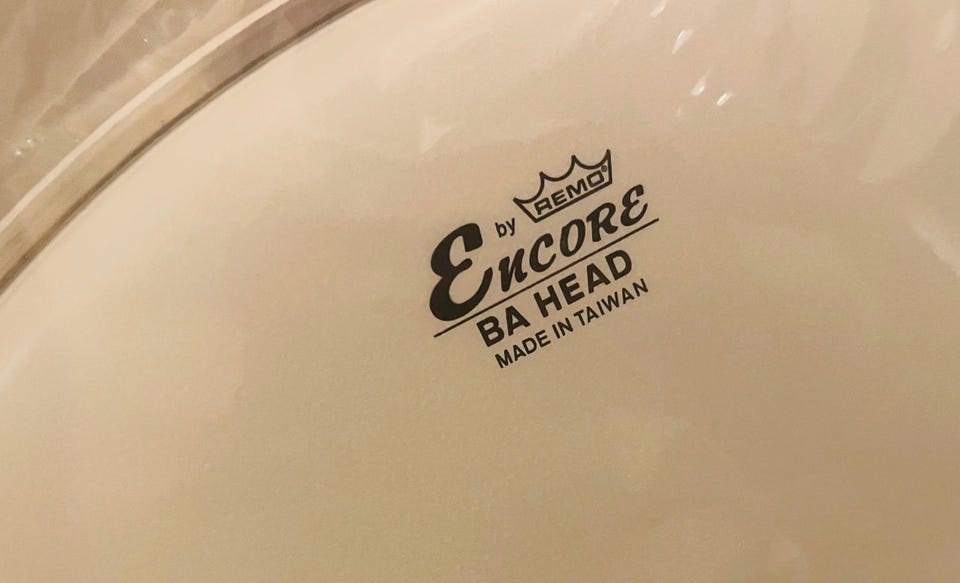 REMO®
Encore by
BA HEAD
MADE IN TAIWAN